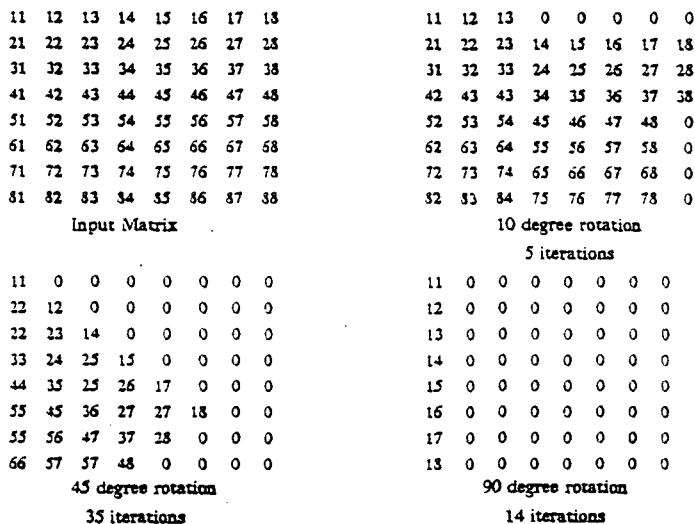 11 12 13 14 15 16 17 18
21 22 23 24 25 26 27 28
31 32 33 34 35 36 37 38
41 42 43 44 45 46 47 48
51 52 53 54 55 56 57 58
61 62 63 64 65 66 67 68
71 72 73 74 75 76 77 78
81 82 83 84 85 86 87 88
Input Matrix
11 12 13 0 0 0 0 0
21 22 23 14 15 16 17 18
31 32 33 24 25 26 27 28
42 43 43 34 35 36 37 38
52 53 54 45 46 47 48 0
62 63 64 55 56 57 58 0
72 73 74 65 66 67 68 0
82 83 84 75 76 77 78 0
10 degree rotation
5 iterations
11 0 0 0 0 0 0 0
22 12 0 0 0 0 0 0
22 23 14 0 0 0 0 0
33 24 25 15 0 0 0 0
44 35 25 26 17 0 0 0
55 45 36 27 27 18 0 0
55 56 47 37 28 0 0 0
66 57 57 48 0 0 0 0
45 degree rotation
35 iterations
11 0 0 0 0 0 0 0
12 0 0 0 0 0 0 0
13 0 0 0 0 0 0 0
14 0 0 0 0 0 0 0
15 0 0 0 0 0 0 0
16 0 0 0 0 0 0 0
17 0 0 0 0 0 0 0
18 0 0 0 0 0 0 0
90 degree rotation
14 iterations